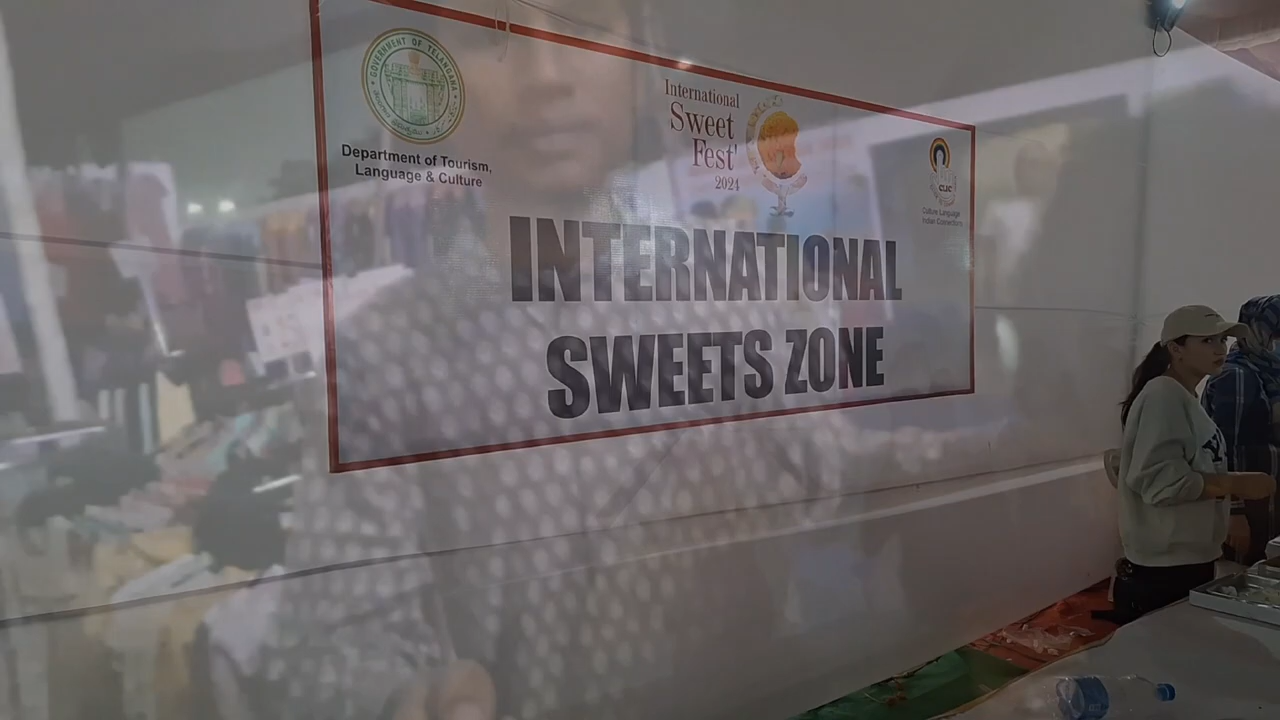 GOVERNMENT OF TELANGANA
Department of Tourism,
Language & Culture
International
Sweet
Fest'
2024
CLIC
Culture Language
Indian Connections
INTERNATIONAL
SWEETS ZONE